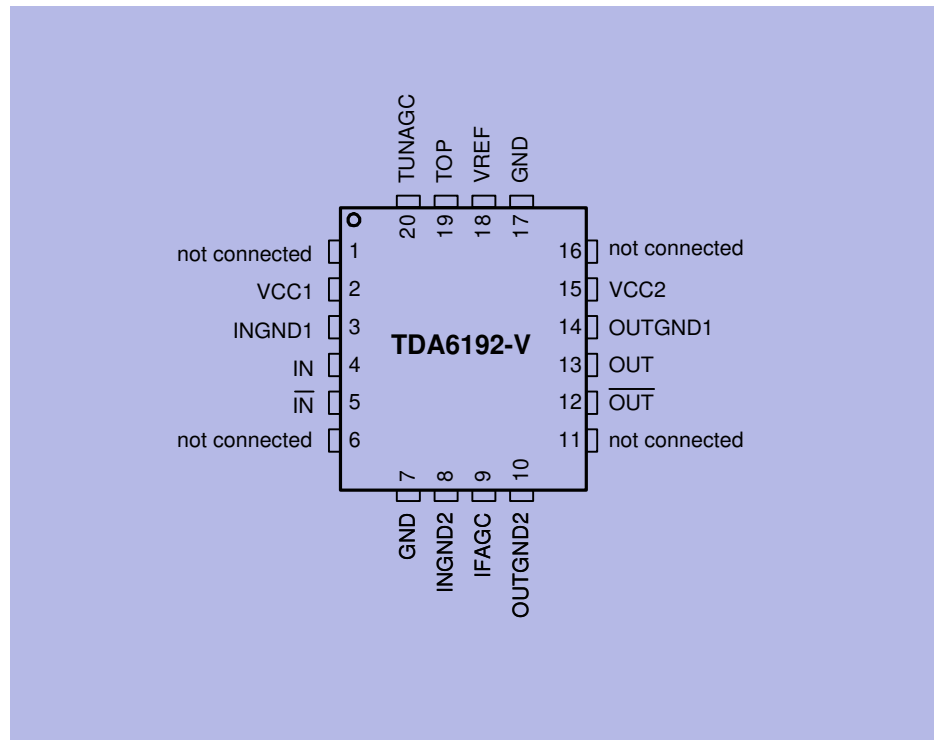 TUNAGC
TOP
VREF
GND
20
19
18
17
not connected
1
16
not connected
VCC1
2
15
VCC2
INGND1
3
14
OUTGND1
TDA6192-V
IN
4
13
OUT
I̅N̅
5
12
O̅U̅T̅
not connected
6
11
not connected
7
8
9
10
GND
INGND2
IFAGC
OUTGND2